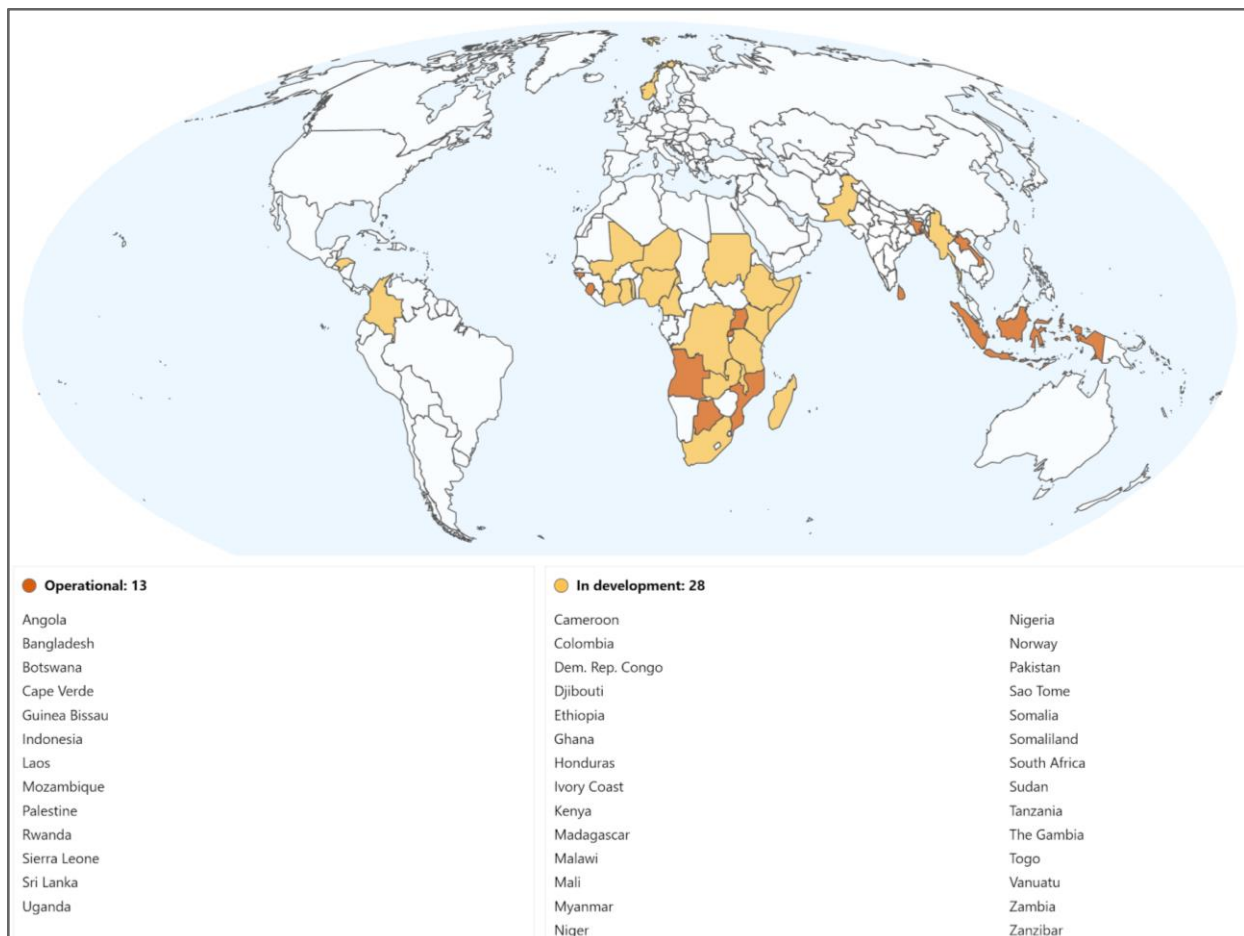 Operational: 13
Angola
Bangladesh
Botswana
Cape Verde
Guinea Bissau
Indonesia
Laos
Mozambique
Palestine
Rwanda
Sierra Leone
Sri Lanka
Uganda
In development: 28
Cameroon
Colombia
Dem. Rep. Congo
Djibouti
Ethiopia
Ghana
Honduras
Ivory Coast
Kenya
Madagascar
Malawi
Mali
Myanmar
Niger
Nigeria
Norway
Pakistan
Sao Tome
Somalia
Somaliland
South Africa
Sudan
Tanzania
The Gambia
Togo
Vanuatu
Zambia
Zanzibar